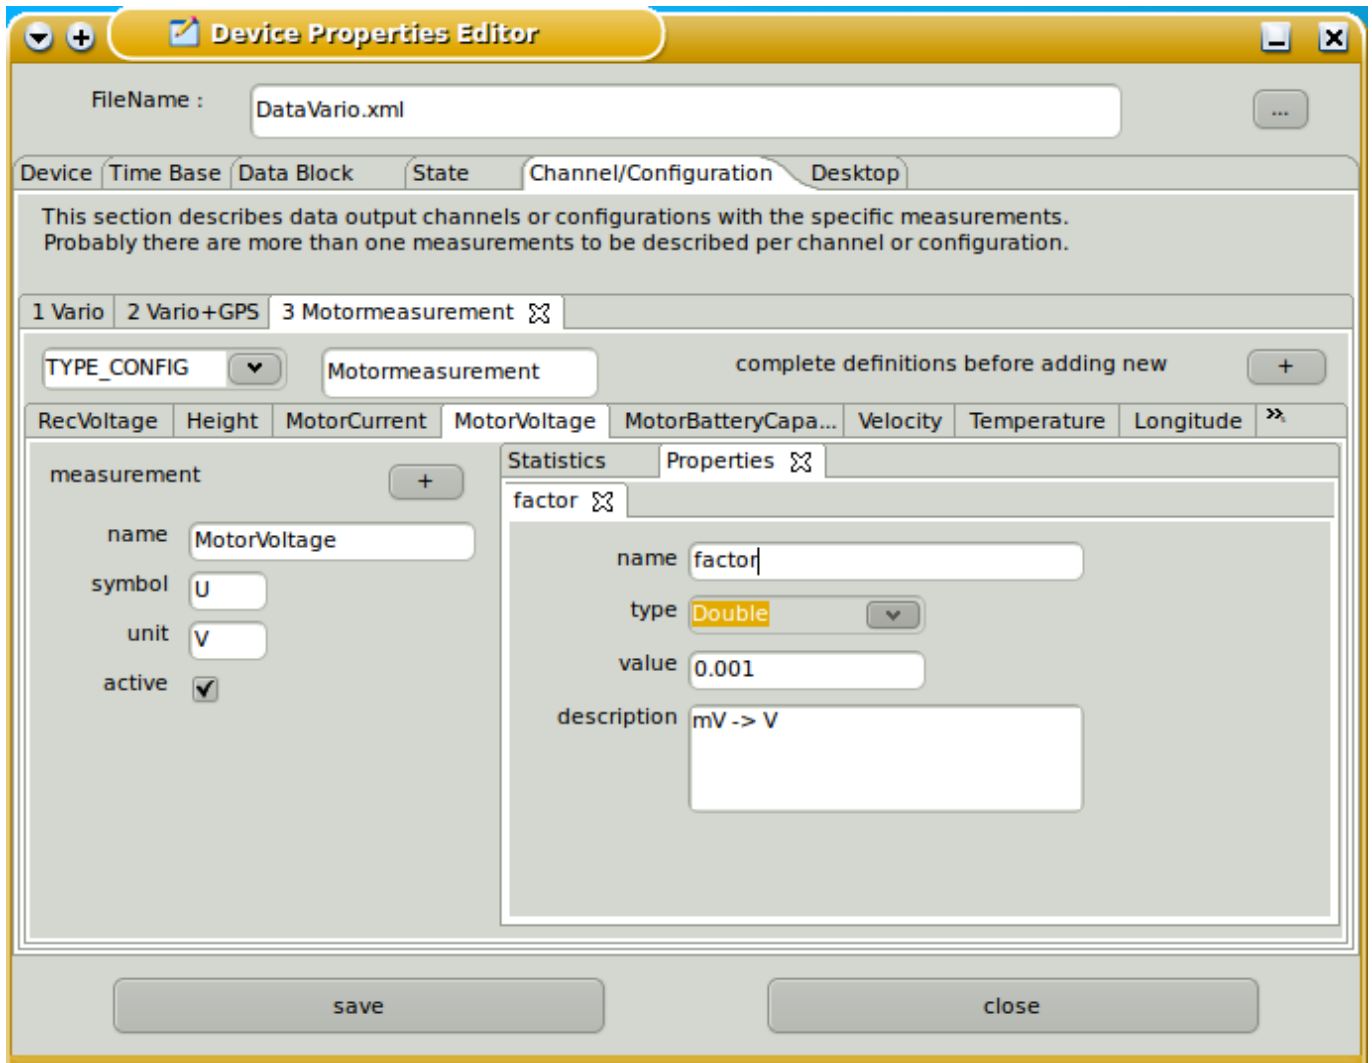 Device Properties Editor
FileName :
DataVario.xml
...
Device Time Base Data Block State Channel/Configuration Desktop
This section describes data output channels or configurations with the specific measurements.
Probably there are more than one measurements to be described per channel or configuration.
1 Vario 2 Vario+GPS 3 Motormeasurement
TYPE_CONFIG Motormeasurement complete definitions before adding new +
RecVoltage Height MotorCurrent MotorVoltage MotorBatteryCapa... Velocity Temperature Longitude »
measurement +
name MotorVoltage
symbol U
unit V
active
Statistics Properties
factor
name factor
type Double
value 0.001
description mV -> V
save close